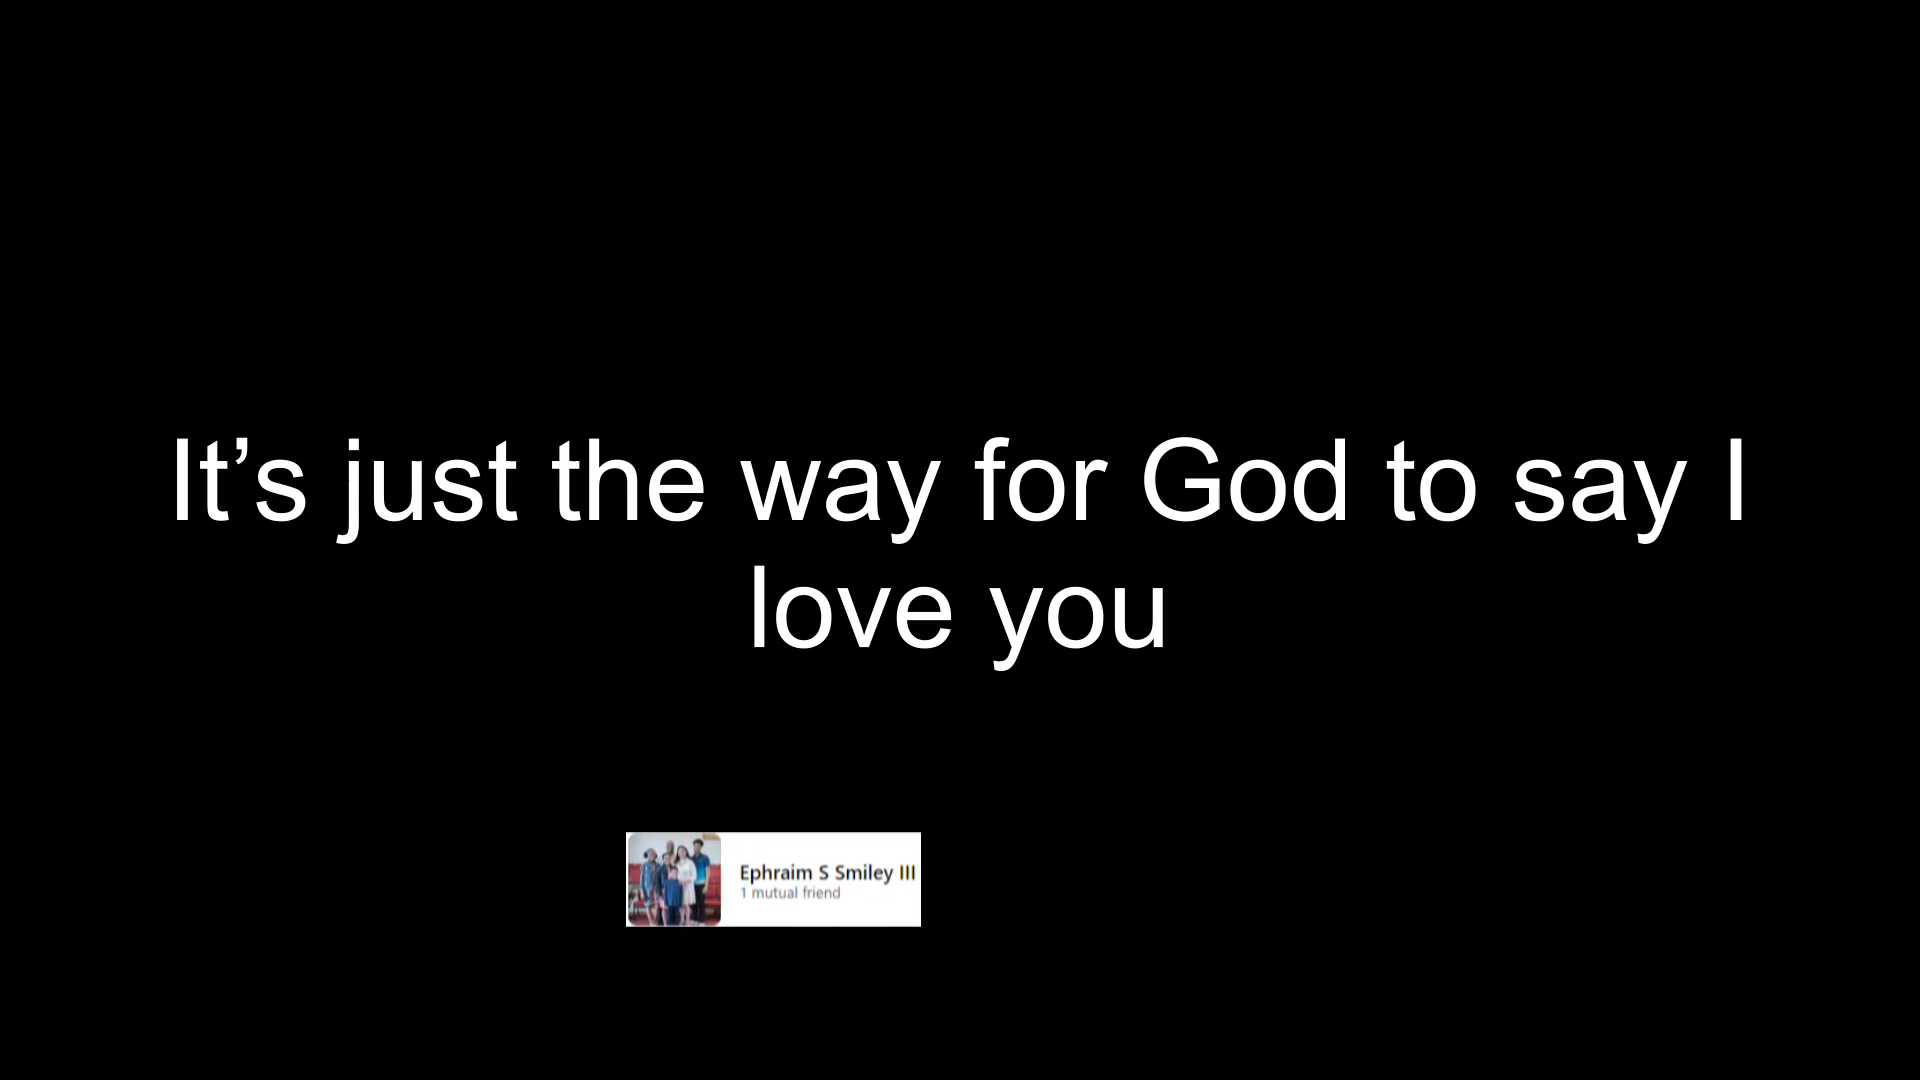 It’s just the way for God to say I
love you
Ephraim S Smiley III
1 mutual friend